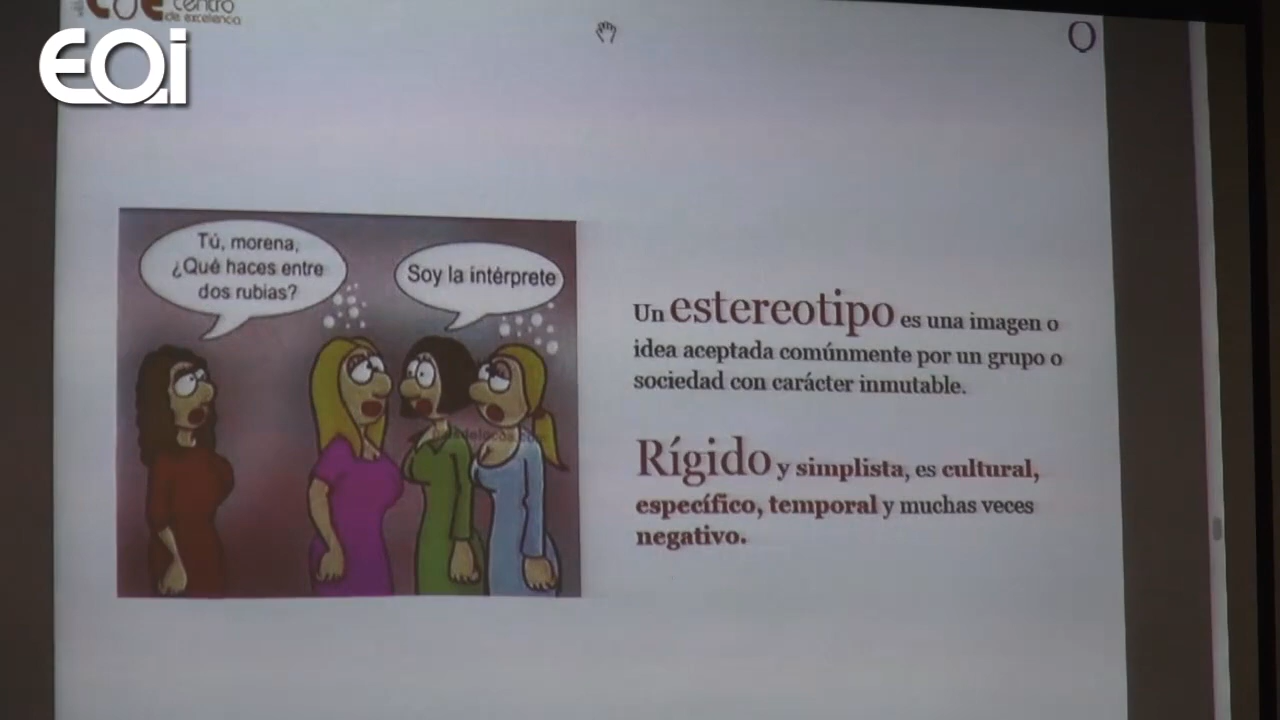 centro
de excelencia
EOi
Tú, morena,
¿Qué haces entre
dos rubias?
Soy la intérprete
Un estereotipo es una imagen o
idea aceptada comúnmente por un grupo o
sociedad con carácter inmutable.
Rígido y simplista, es cultural,
específico, temporal y muchas veces
negativo.